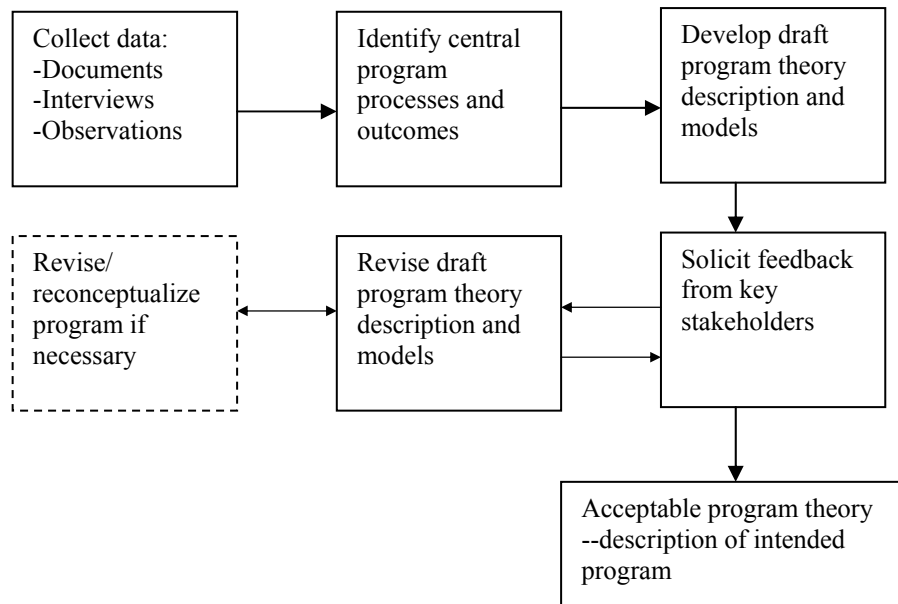 Collect data:
-Documents
-Interviews
-Observations
Identify central
program
processes and
outcomes
Develop draft
program theory
description and
models
Revise/
reconceptualize
program if
necessary
Revise draft
program theory
description and
models
Solicit feedback
from key
stakeholders
Acceptable program theory
--description of intended
program